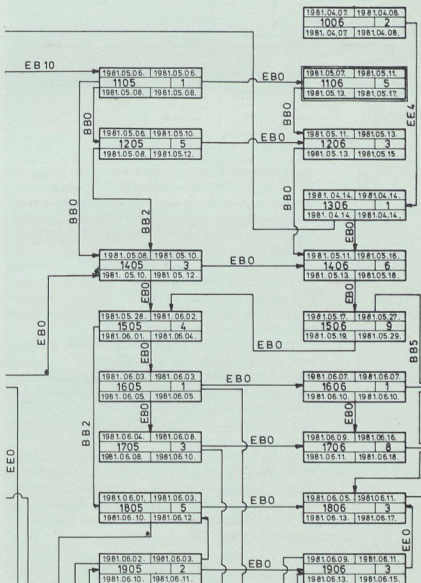 1981.04.07. 1981.04.08.
1006 2
1981.04.07. 1981.04.08.
EB10
1981.05.06. 1981.05.06.
1105 1
1981.05.08. 1981.05.08.
EB0
1981.05.07. 1981.05.11.
1106 5
1981.05.13. 1981.05.17.
EE4
BB0
BB0
1981.05.06. 1981.05.10.
1205 5
1981.05.08. 1981.05.12.
EB0
1981.05.11. 1981.05.13.
1206 3
1981.05.13. 1981.05.15.
BB0
BB2
BB0
1981.04.14. 1981.04.14.
1306 1
1981.04.14. 1981.04.14.
EB0
1981.05.08. 1981.05.10.
1405 3
1981.05.10. 1981.05.12.
EB0
1981.05.11. 1981.05.16.
1406 6
1981.05.13. 1981.05.18.
EB0
EB0
EB0
1981.05.28. 1981.06.02.
1505 4
1981.06.01. 1981.06.04.
1981.05.17. 1981.05.27.
1506 9
1981.05.19. 1981.05.29.
EB0
EB0
BB5
1981.06.03. 1981.06.03.
1605 1
1981.06.05. 1981.06.05.
EB0
1981.06.07. 1981.06.07.
1606 1
1981.06.10. 1981.06.10.
EB0
EB0
BB2
1981.06.04. 1981.06.08.
1705 3
1981.06.08. 1981.06.10.
EB0
1981.06.09. 1981.06.16.
1706 8
1981.06.11. 1981.06.18.
EE0
1981.06.01. 1981.06.03.
1805 5
1981.06.10. 1981.06.12.
EB0
1981.06.05. 1981.06.11.
1806 3
1981.06.13. 1981.06.17.
EE0
1981.06.02. 1981.06.03.
1905 2
1981.06.10. 1981.06.11.
EB0
1981.06.09. 1981.06.11.
1906 3
1981.06.13. 1981.06.15.